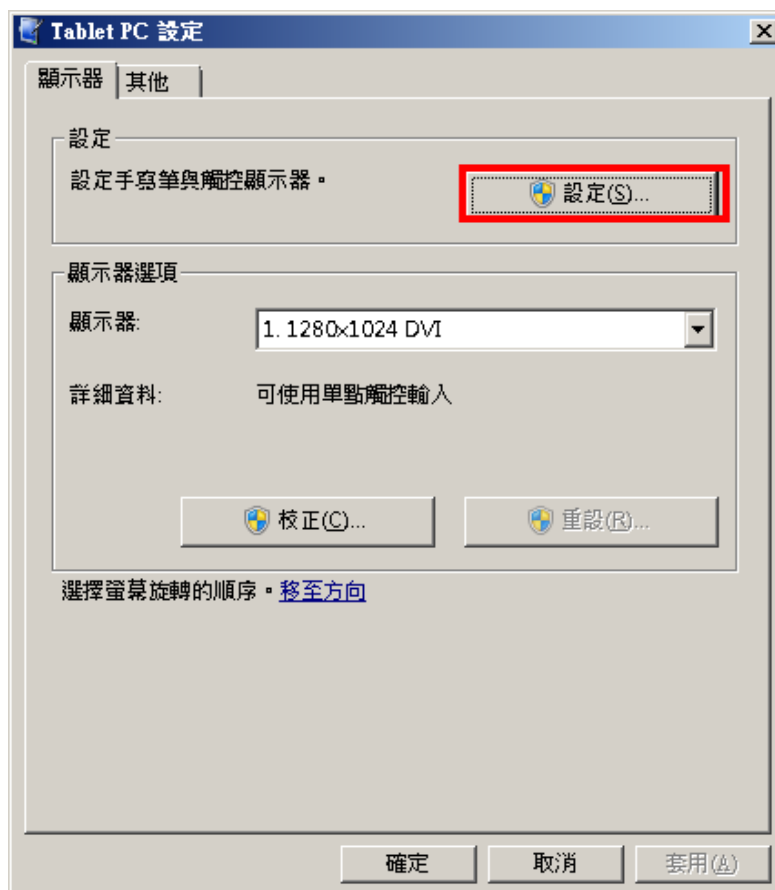 Tablet PC 設定
顯示器 其他
設定
設定手寫筆與觸控顯示器。 設定(S)...
顯示器選項
顯示器: 1. 1280x1024 DVI
詳細資料: 可使用單點觸控輸入
校正(C)... 重設(R)...
選擇螢幕旋轉的順序。移至方向
確定 取消 套用(A)